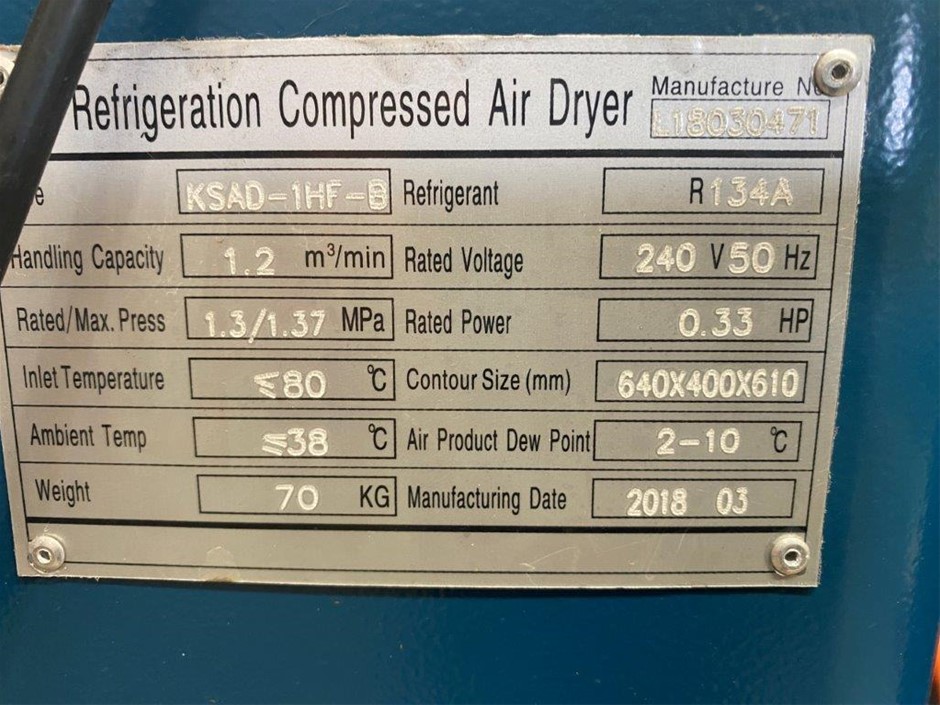 Refrigeration Compressed Air Dryer
Manufacture No
L18030471
KSAD-1HF-B Refrigerant R134A
Handling Capacity 1.2 m³/min Rated Voltage 240 V 50 Hz
Rated/Max. Press 1.3/1.37 MPa Rated Power 0.33 HP
Inlet Temperature ≤80 ℃ Contour Size (mm) 640X400X610
Ambient Temp ≤38 ℃ Air Product Dew Point 2-10 ℃
Weight 70 KG Manufacturing Date 2018 03